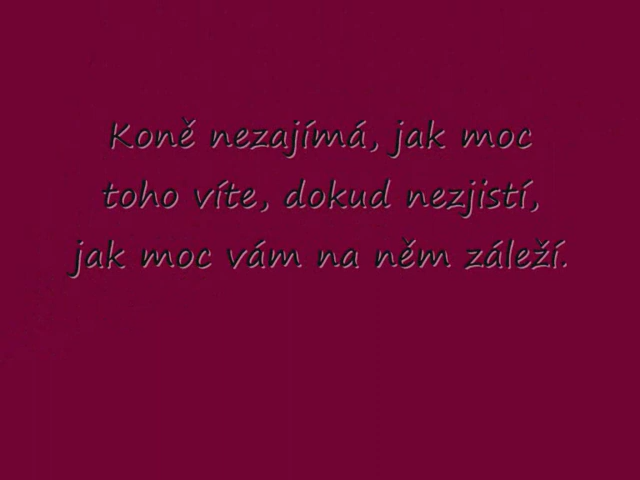 Koně nezajímá, jak moc
toho víte, dokud nezjistí,
jak moc vám na něm záleží.